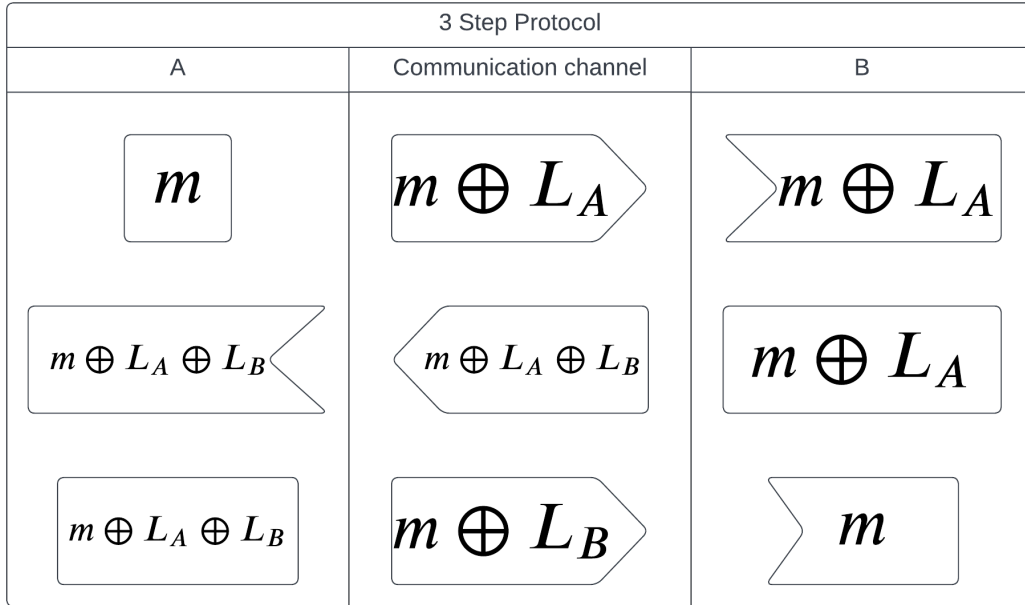 3 Step Protocol
A Communication channel B
m ⊕ L_A m ⊕ L_A
m
m ⊕ L_A ⊕ L_B m ⊕ L_A ⊕ L_B m ⊕ L_A
m ⊕ L_A ⊕ L_B m ⊕ L_B m